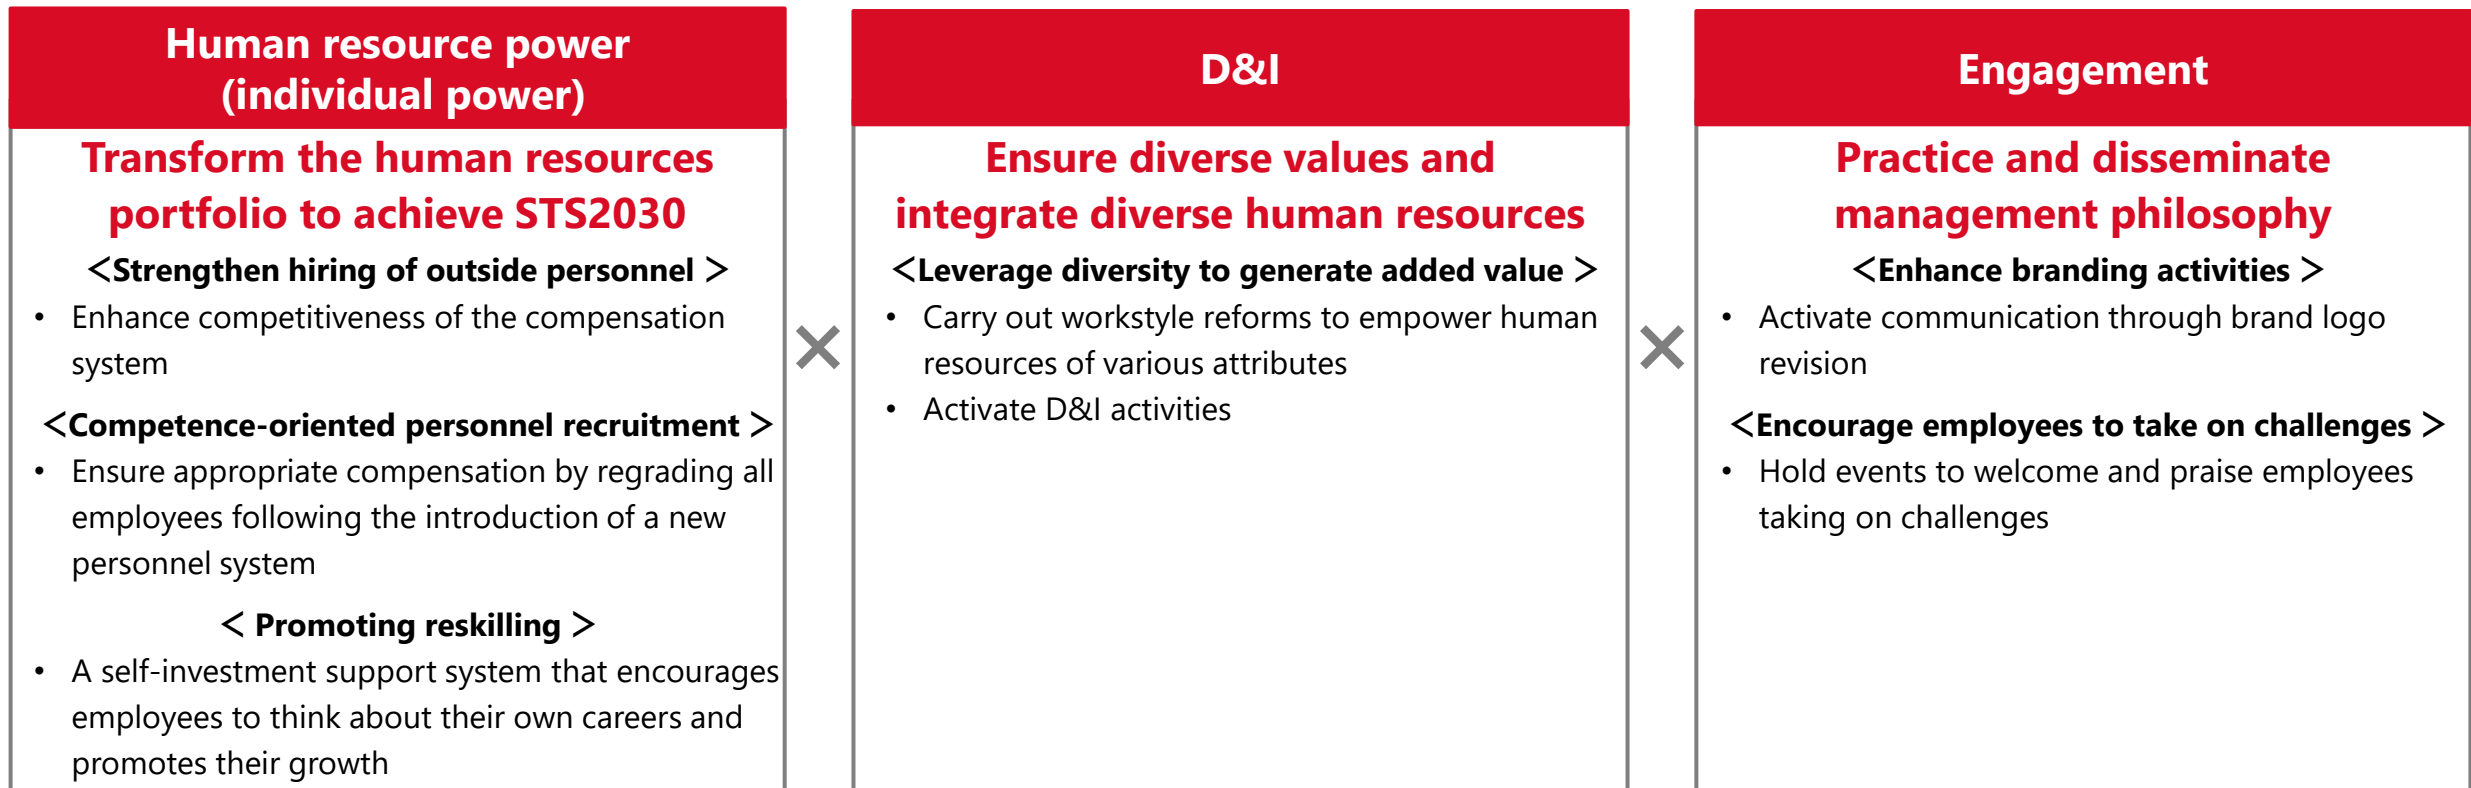 Human resource power
(individual power)
Transform the human resources
portfolio to achieve STS2030
<Strengthen hiring of outside personnel >
• Enhance competitiveness of the compensation
system
<Competence-oriented personnel recruitment >
• Ensure appropriate compensation by regrading all
employees following the introduction of a new
personnel system
< Promoting reskilling >
• A self-investment support system that encourages
employees to think about their own careers and
promotes their growth
×
D&I
Ensure diverse values and
integrate diverse human resources
<Leverage diversity to generate added value >
• Carry out workstyle reforms to empower human
resources of various attributes
• Activate D&I activities
×
Engagement
Practice and disseminate
management philosophy
<Enhance branding activities >
• Activate communication through brand logo
revision
<Encourage employees to take on challenges >
• Hold events to welcome and praise employees
taking on challenges